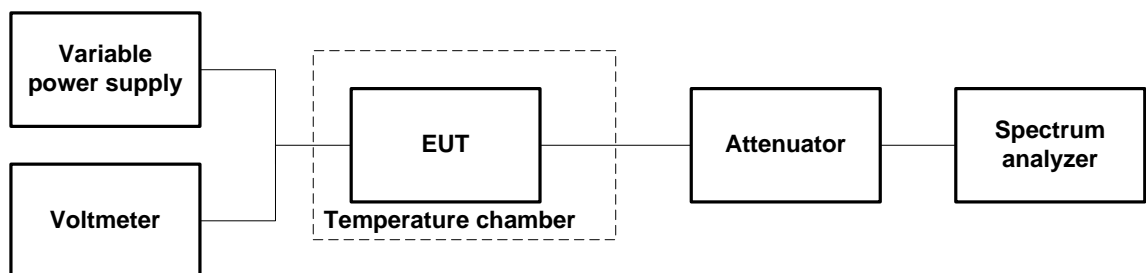 Variable
power supply
Voltmeter
EUT
Temperature chamber
Attenuator
Spectrum
analyzer